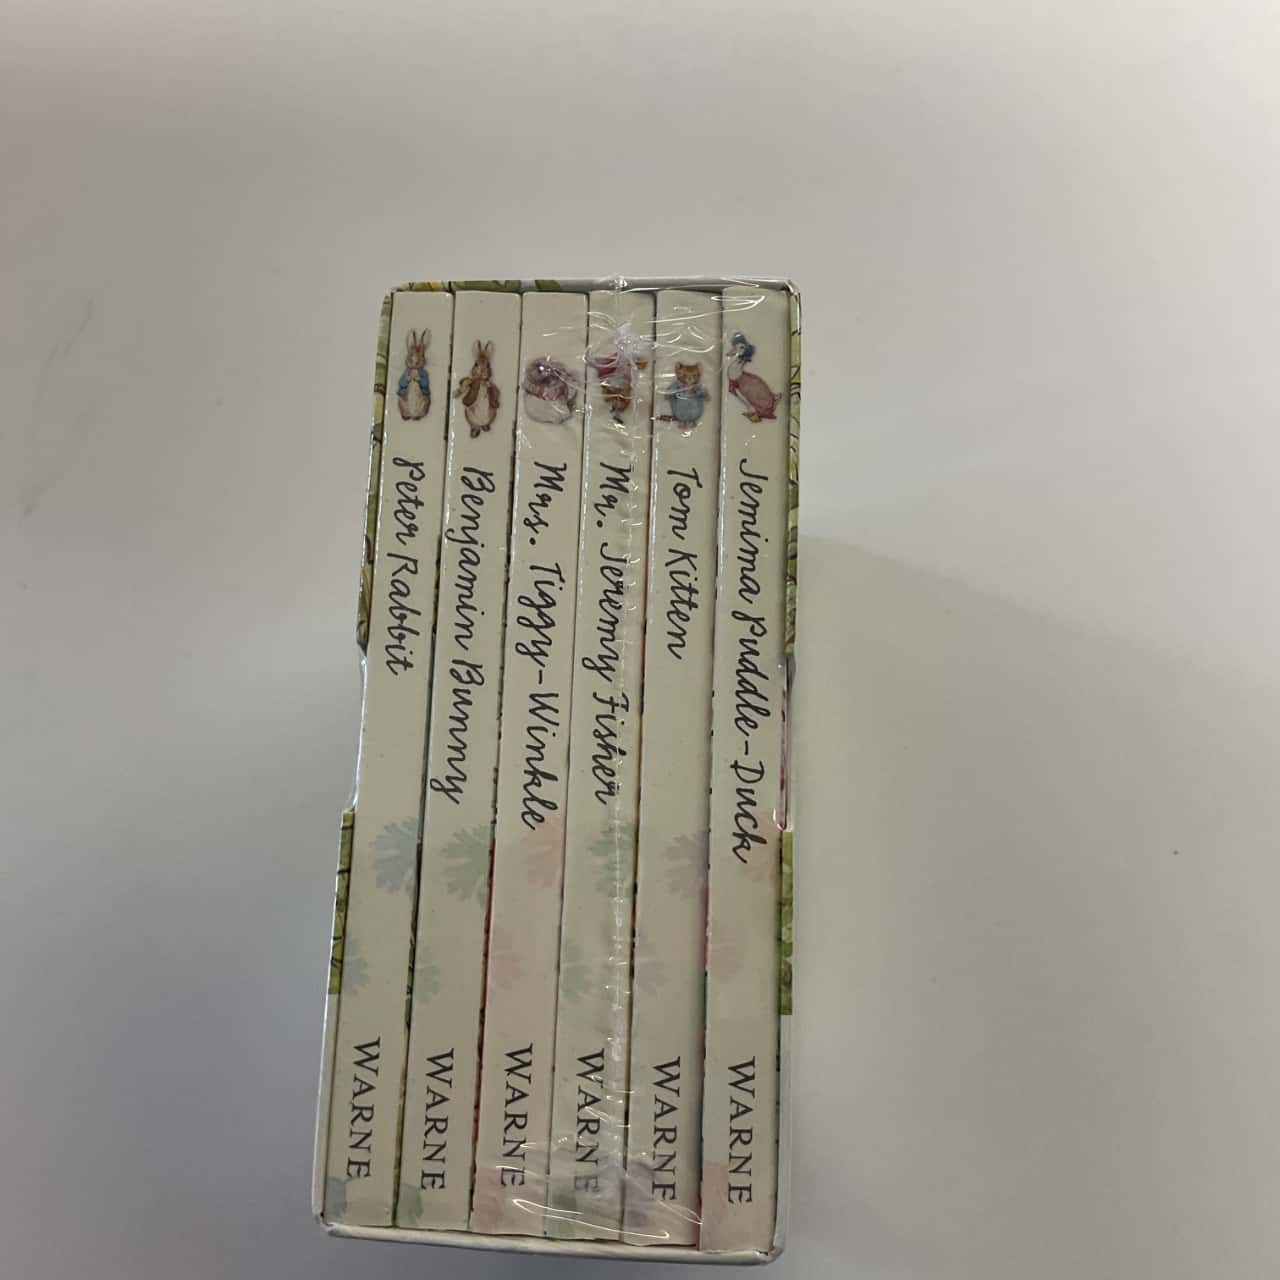 Peter Rabbit
WARNE
Benjamin Bunny
WARNE
Mrs. Tiggy-Winkle
WARNE
Mr. Jeremy Fisher
WARNE
Tom Kitten
WARNE
Jemima Puddle-Duck
WARNE